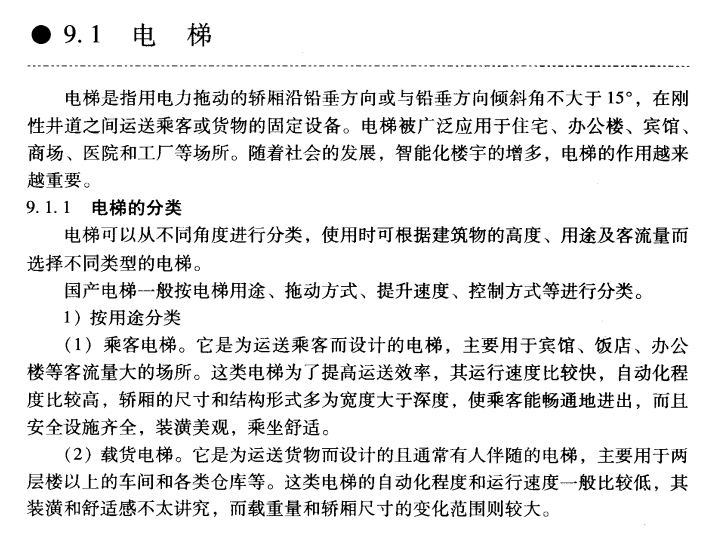 ● 9.1 电 梯
电梯是指用电力拖动的轿厢沿铅垂方向或与铅垂方向倾斜角不大于15°，在刚
性井道之间运送乘客或货物的固定设备。电梯被广泛应用于住宅、办公楼、宾馆、
商场、医院和工厂等场所。随着社会的发展，智能化楼宇的增多，电梯的作用越来
越重要。
9.1.1 电梯的分类
电梯可以从不同角度进行分类，使用时可根据建筑物的高度、用途及客流量而
选择不同类型的电梯。
国产电梯一般按电梯用途、拖动方式、提升速度、控制方式等进行分类。
1）按用途分类
（1）乘客电梯。它是为运送乘客而设计的电梯，主要用于宾馆、饭店、办公
楼等客流量大的场所。这类电梯为了提高运送效率，其运行速度比较快，自动化程
度比较高，轿厢的尺寸和结构形式多为宽度大于深度，使乘客能畅通地进出，而且
安全设施齐全，装潢美观，乘坐舒适。
（2）载货电梯。它是为运送货物而设计的且通常有人伴随的电梯，主要用于两
层楼以上的车间和各类仓库等。这类电梯的自动化程度和运行速度一般比较低，其
装潢和舒适感不太讲究，而载重量和轿厢尺寸的变化范围则较大。